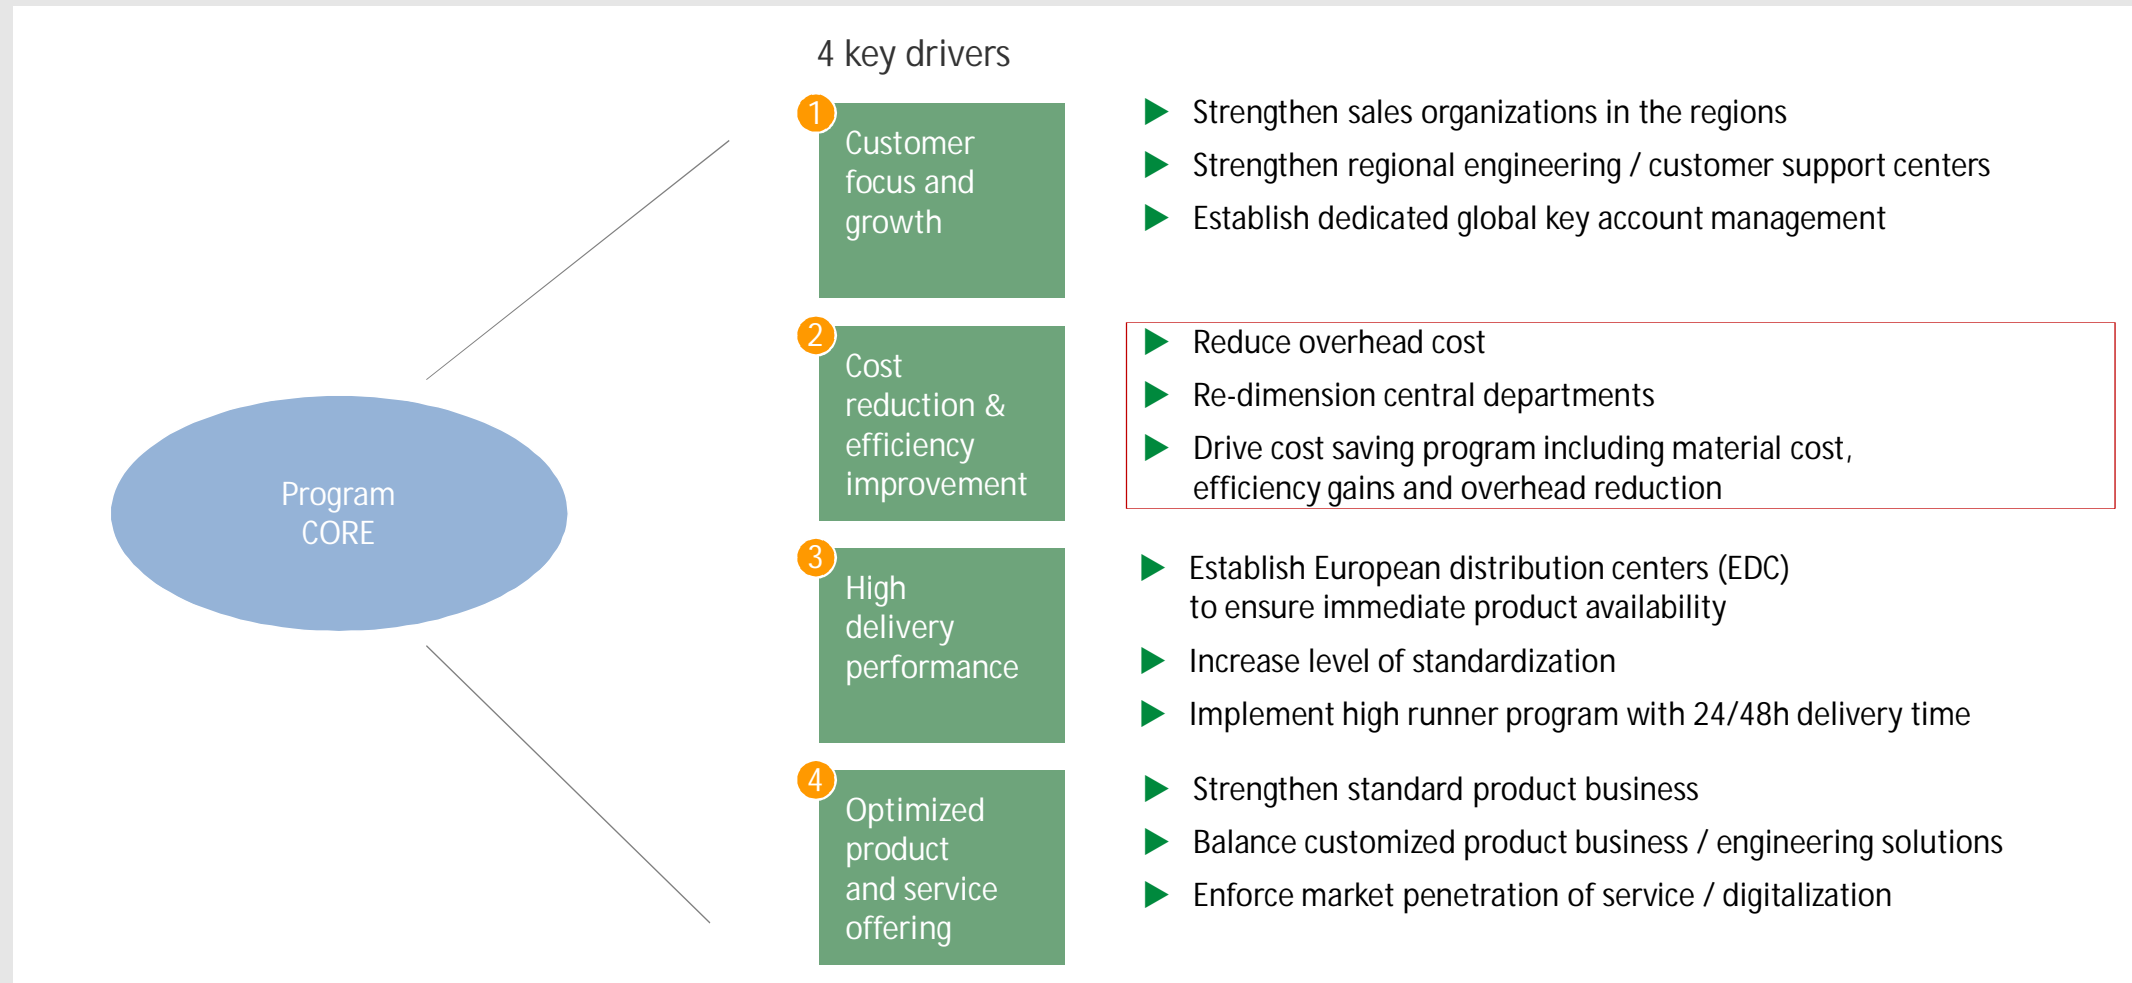 4 key drivers
Program
CORE
1
Customer
focus and
growth
Strengthen sales organizations in the regions
Strengthen regional engineering / customer support centers
Establish dedicated global key account management
2
Cost
reduction &
efficiency
improvement
Reduce overhead cost
Re-dimension central departments
Drive cost saving program including material cost,
efficiency gains and overhead reduction
3
High
delivery
performance
Establish European distribution centers (EDC)
to ensure immediate product availability
Increase level of standardization
Implement high runner program with 24/48h delivery time
4
Optimized
product
and service
offering
Strengthen standard product business
Balance customized product business / engineering solutions
Enforce market penetration of service / digitalization